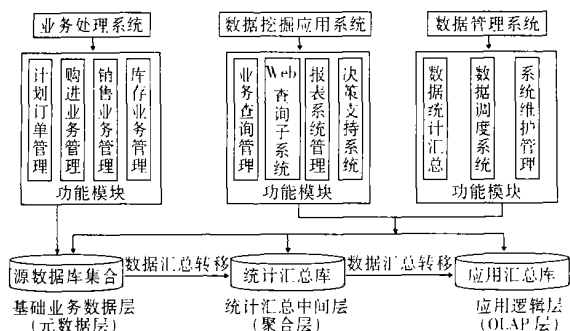 业务处理系统
数据挖掘应用系统
数据管理系统
计划订单管理
购进业务管理
销售业务管理
库存业务管理
功能模块
业务查询管理
Web查询子系统
报表系统管理
决策支持系统
功能模块
数据统计汇总
数据调度系统
系统维护管理
功能模块
源数据库集合
数据汇总转移
统计汇总库
数据汇总转移
应用汇总库
基础业务数据层
(元数据层)
统计汇总中间层
(聚合层)
应用逻辑层
(OLAP 层)